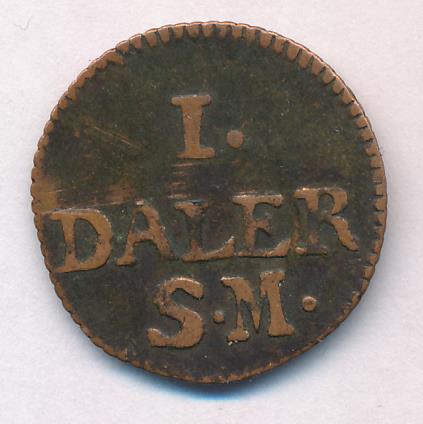 I.
DALER
S·M·